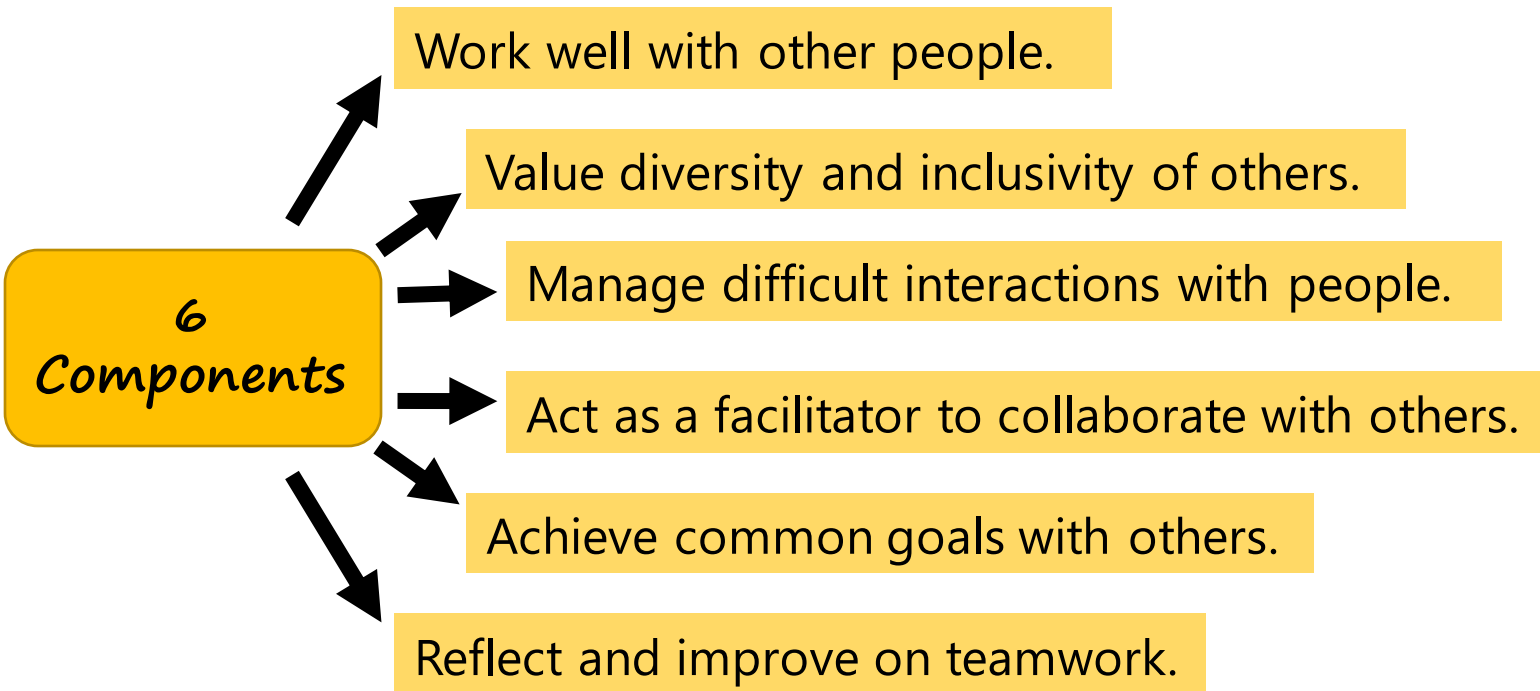 Work well with other people.
Value diversity and inclusivity of others.
Manage difficult interactions with people.
6
Components
Act as a facilitator to collaborate with others.
Achieve common goals with others.
Reflect and improve on teamwork.